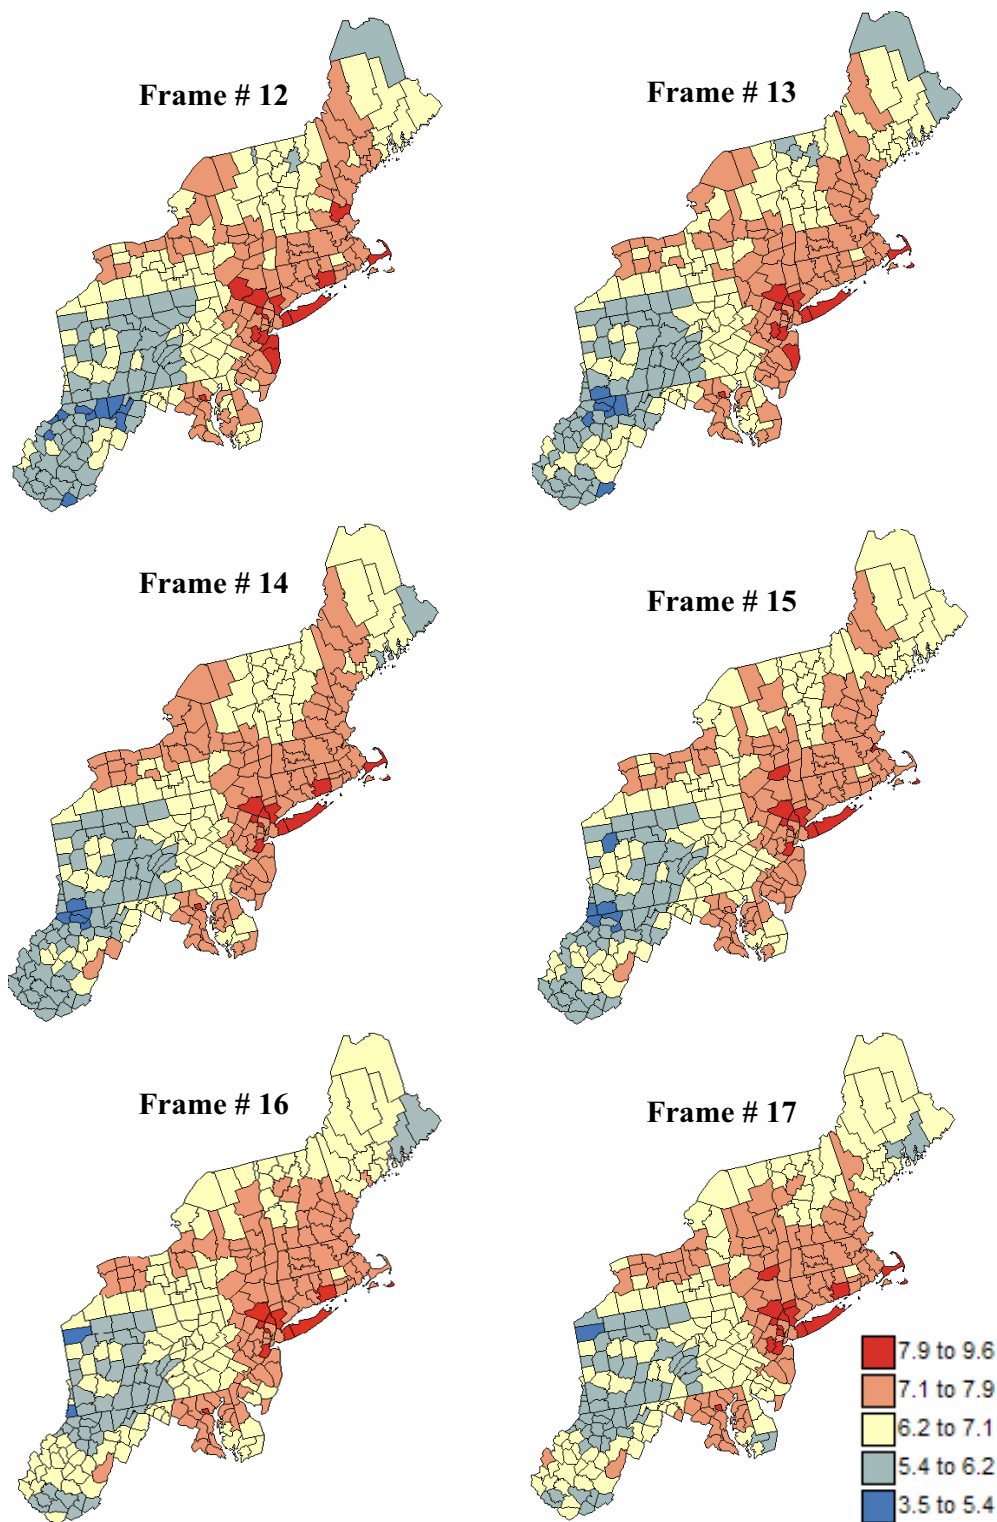 Frame # 12
Frame # 13
Frame # 14
Frame # 15
Frame # 16
Frame # 17
7.9 to 9.6
7.1 to 7.9
6.2 to 7.1
5.4 to 6.2
3.5 to 5.4